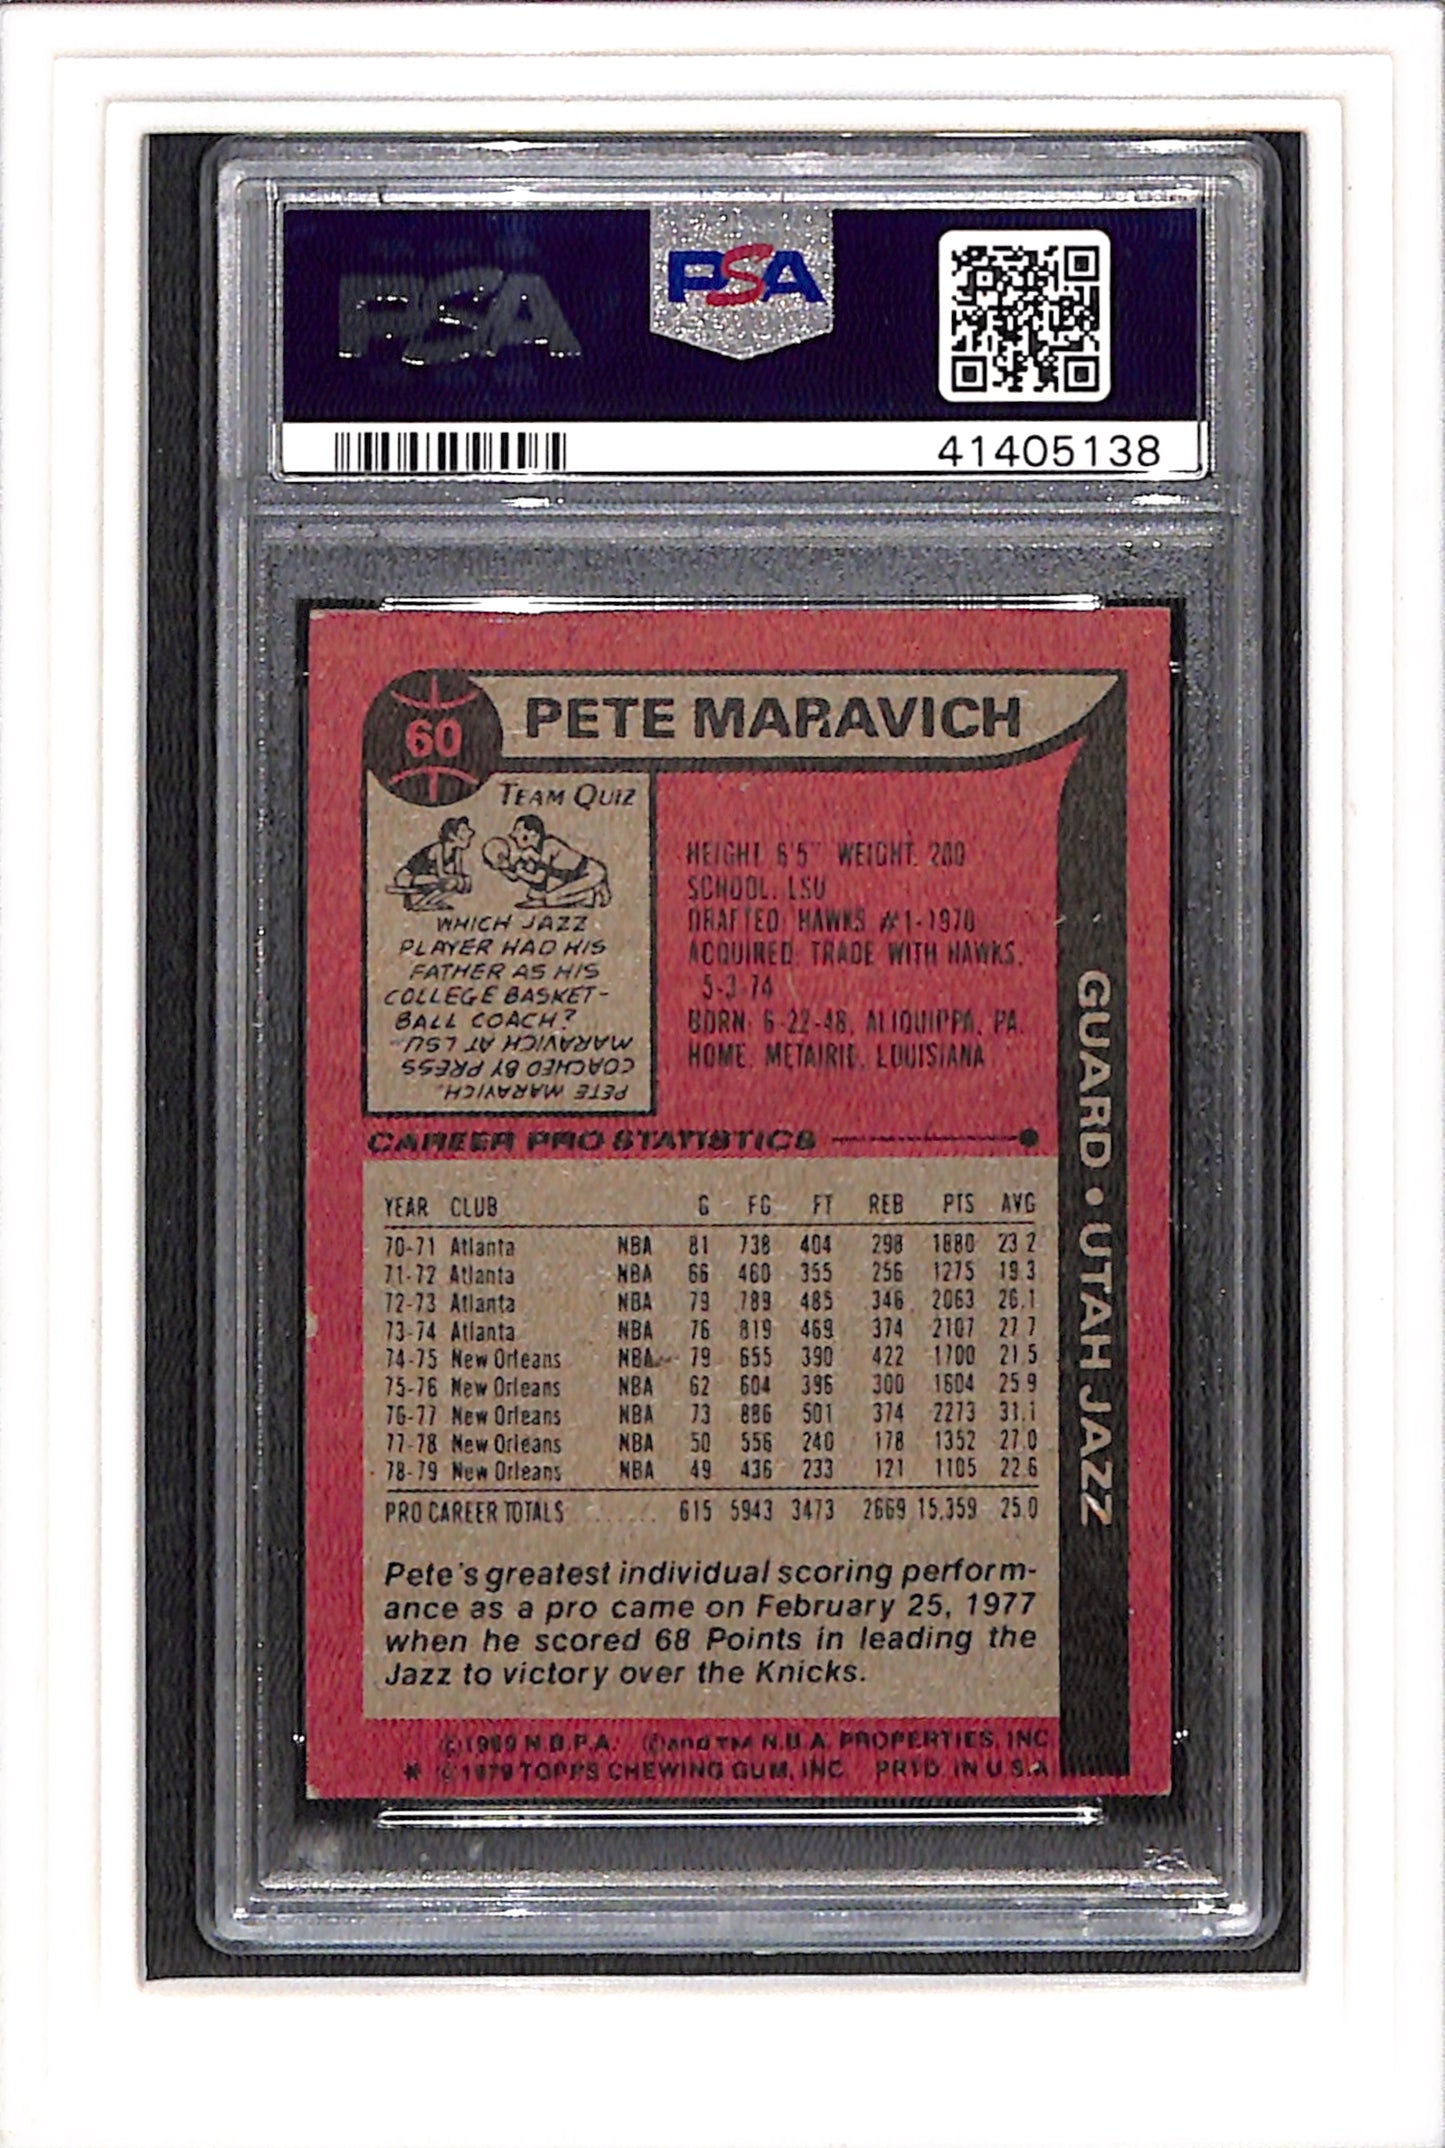 PSA
PSA
41405138
60
PETE MARAVICH
TEAM QUIZ
WHICH JAZZ
PLAYER HAD HIS
FATHER AS HIS
COLLEGE BASKET-
BALL COACH?
PETE MARAVICH.
COACHED BY PRESS
MARAVICH AT LSU
HEIGHT: 6'5" WEIGHT: 200
SCHOOL: LSU
DRAFTED: HAWKS #1-1970
ACQUIRED: TRADE WITH HAWKS,
5-3-74
BORN: 6-22-48, ALIQUIPPA, PA.
HOME: METAIRIE, LOUISIANA
GUARD • UTAH JAZZ
CAREER PRO STATISTICS
YEAR CLUB G FG FT REB PTS AVG
70-71 Atlanta NBA 81 738 404 298 1880 23.2
71-72 Atlanta NBA 66 460 355 256 1275 19.3
72-73 Atlanta NBA 79 789 485 346 2063 26.1
73-74 Atlanta NBA 76 819 469 374 2107 27.7
74-75 New Orleans NBA 79 655 390 422 1700 21.5
75-76 New Orleans NBA 62 604 396 300 1604 25.9
76-77 New Orleans NBA 73 886 501 374 2273 31.1
77-78 New Orleans NBA 50 556 240 178 1352 27.0
78-79 New Orleans NBA 49 436 233 121 1105 22.6
PRO CAREER TOTALS ...... 615 5943 3473 2669 15,359 25.0
Pete's greatest individual scoring perform-
ance as a pro came on February 25, 1977
when he scored 68 Points in leading the
Jazz to victory over the Knicks.
N.B.P.A. © and TM N.B.A. PROPERTIES, INC.
* © 1979 TOPPS CHEWING GUM, INC. PRTD. IN U.S.A.